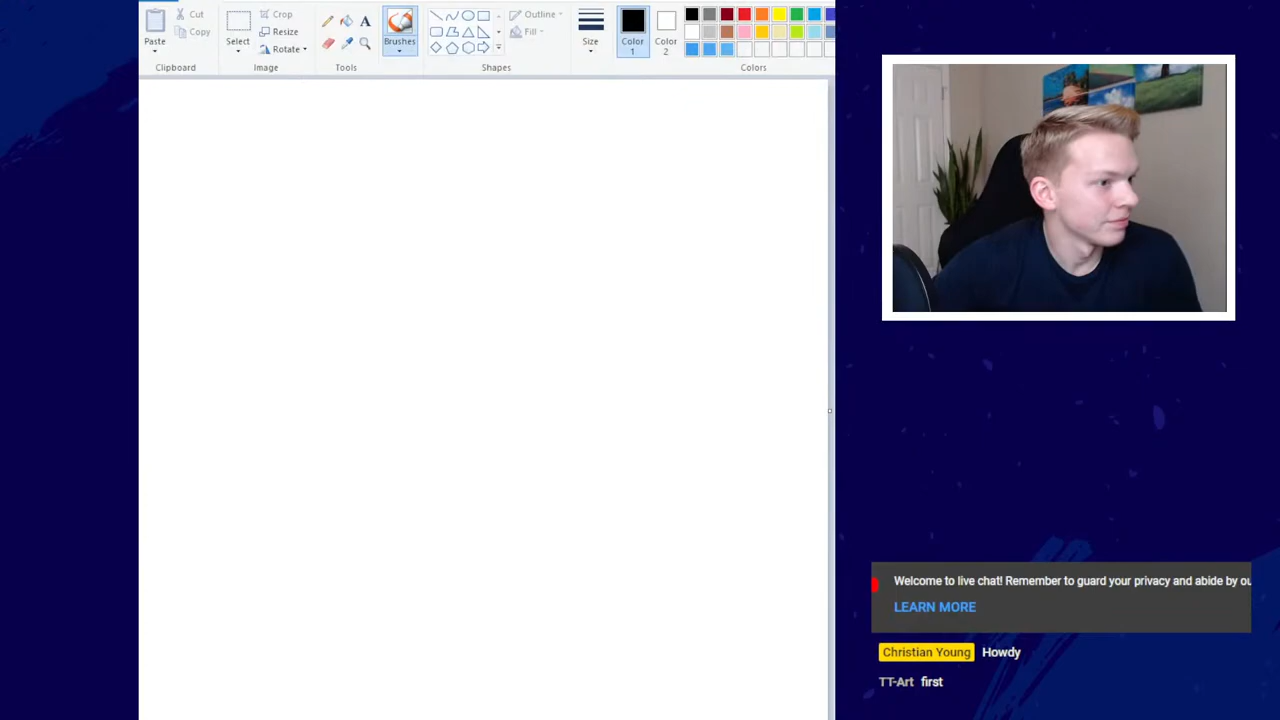 Paste
Cut
Copy
Clipboard
Select
Crop
Resize
Rotate
Image
A
Tools
Brushes
Shapes
Outline
Fill
Size
Color
1
Color
2
Colors
Welcome to live chat! Remember to guard your privacy and abide by ou
LEARN MORE
Christian Young Howdy
TT-Art first